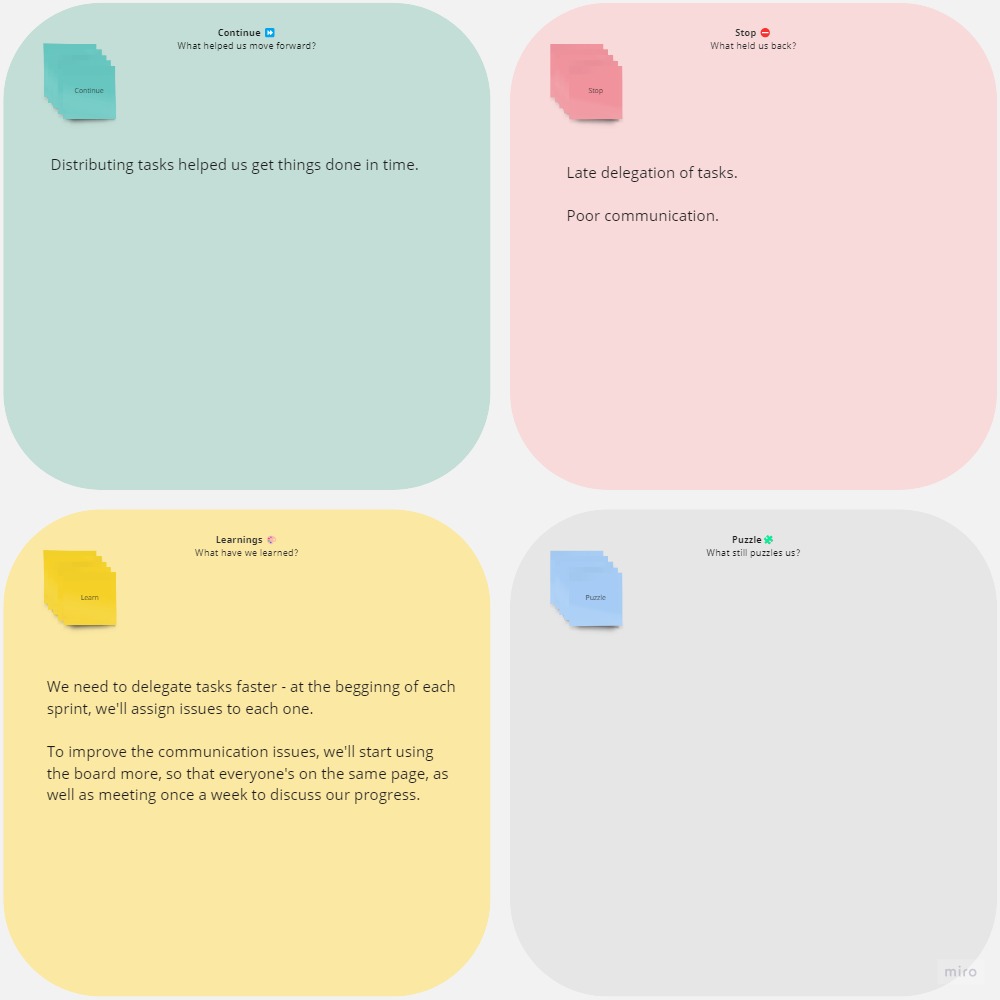 Continue ⏩
What helped us move forward?
Continue
Distributing tasks helped us get things done in time.
Stop ⛔
What held us back?
Stop
Late delegation of tasks.
Poor communication.
Learnings
What have we learned?
Learn
We need to delegate tasks faster - at the begginng of each
sprint, we'll assign issues to each one.
To improve the communication issues, we'll start using
the board more, so that everyone's on the same page, as
well as meeting once a week to discuss our progress.
Puzzle 🧩
What still puzzles us?
Puzzle
miro